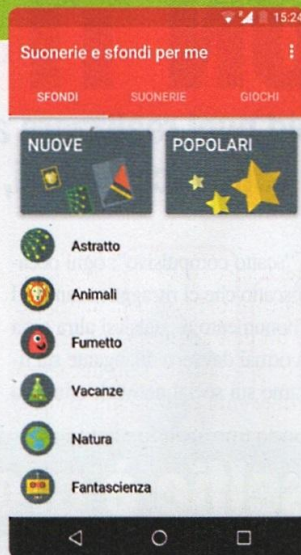 15:24
Suonerie e sfondi per me
SFONDI SUONERIE GIOCHI
NUOVE POPOLARI
Astratto
Animali
Fumetto
Vacanze
Natura
Fantascienza